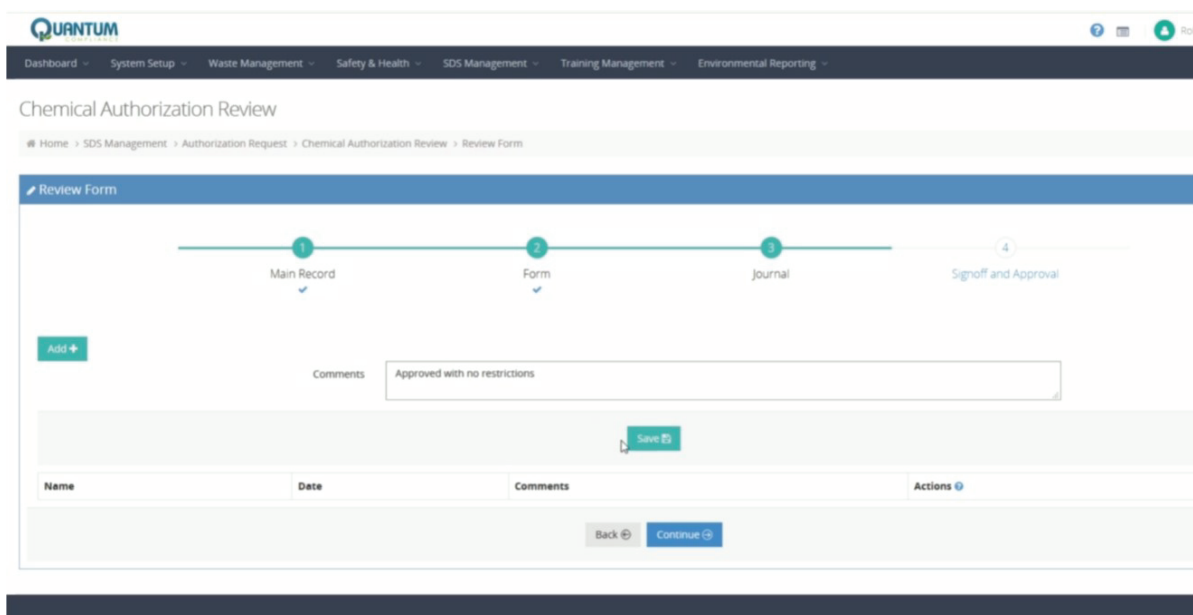 QUANTUM
COMPLIANCE
Dashboard System Setup Waste Management Safety & Health SDS Management Training Management Environmental Reporting
Chemical Authorization Review
Home > SDS Management > Authorization Request > Chemical Authorization Review > Review Form
Review Form
1 2 3 4
Main Record Form Journal Signoff and Approval
Add +
Comments Approved with no restrictions
Save
Name Date Comments Actions
Back Continue